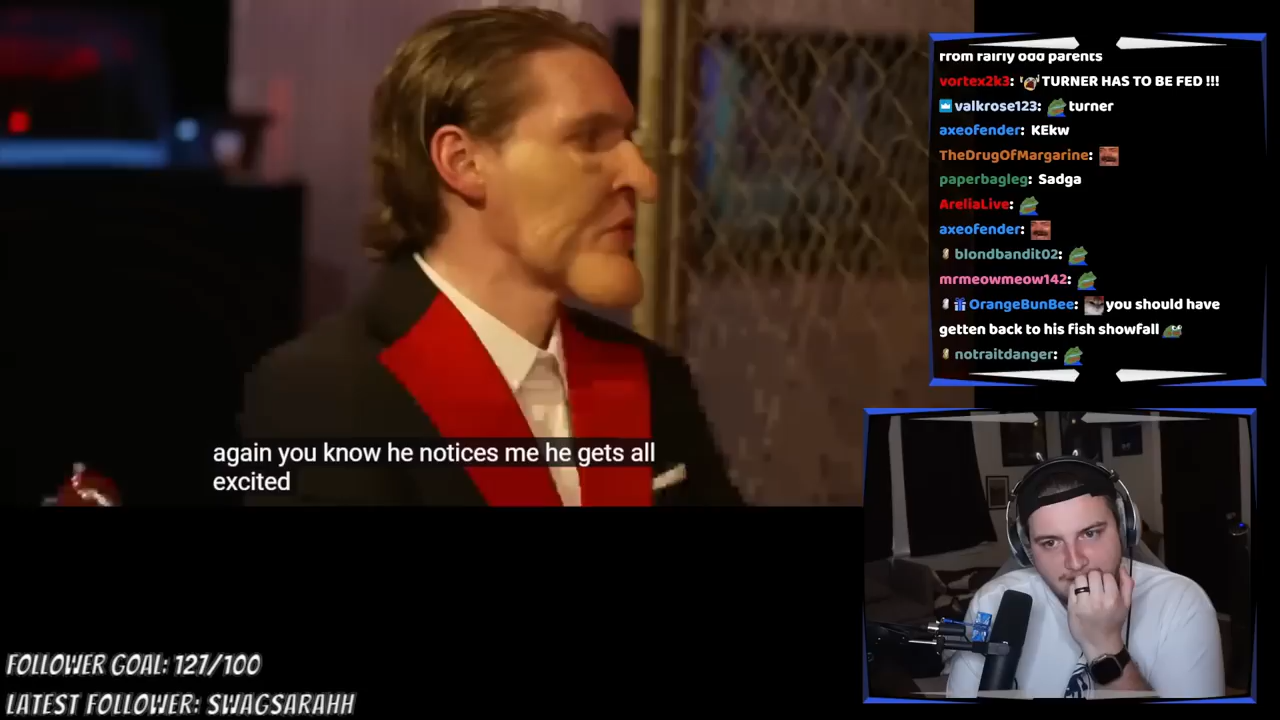 from fairly odd parents
vortex2k3: TURNER HAS TO BE FED !!!
valkrose123: turner
axeofender: KEkw
TheDrugOfMargarine:
paperbagleg: Sadga
AreliaLive:
axeofender:
blondbandit02:
mrmeowmeow142:
OrangeBunBee: you should have
getten back to his fish showfall
notraitdanger:
again you know he notices me he gets all
excited
FOLLOWER GOAL: 127/100
LATEST FOLLOWER: SWAGSARAHH